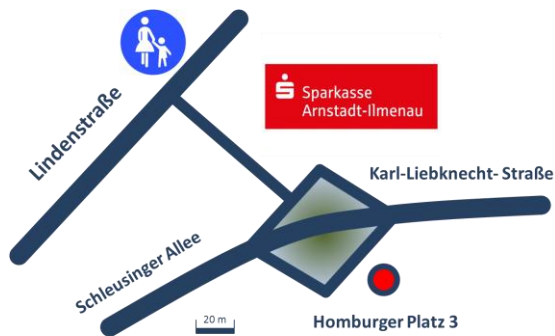 Lindenstraße
Sparkasse
Arnstadt-Ilmenau
Karl-Liebknecht- Straße
Schleusinger Allee
20 m
Homburger Platz 3